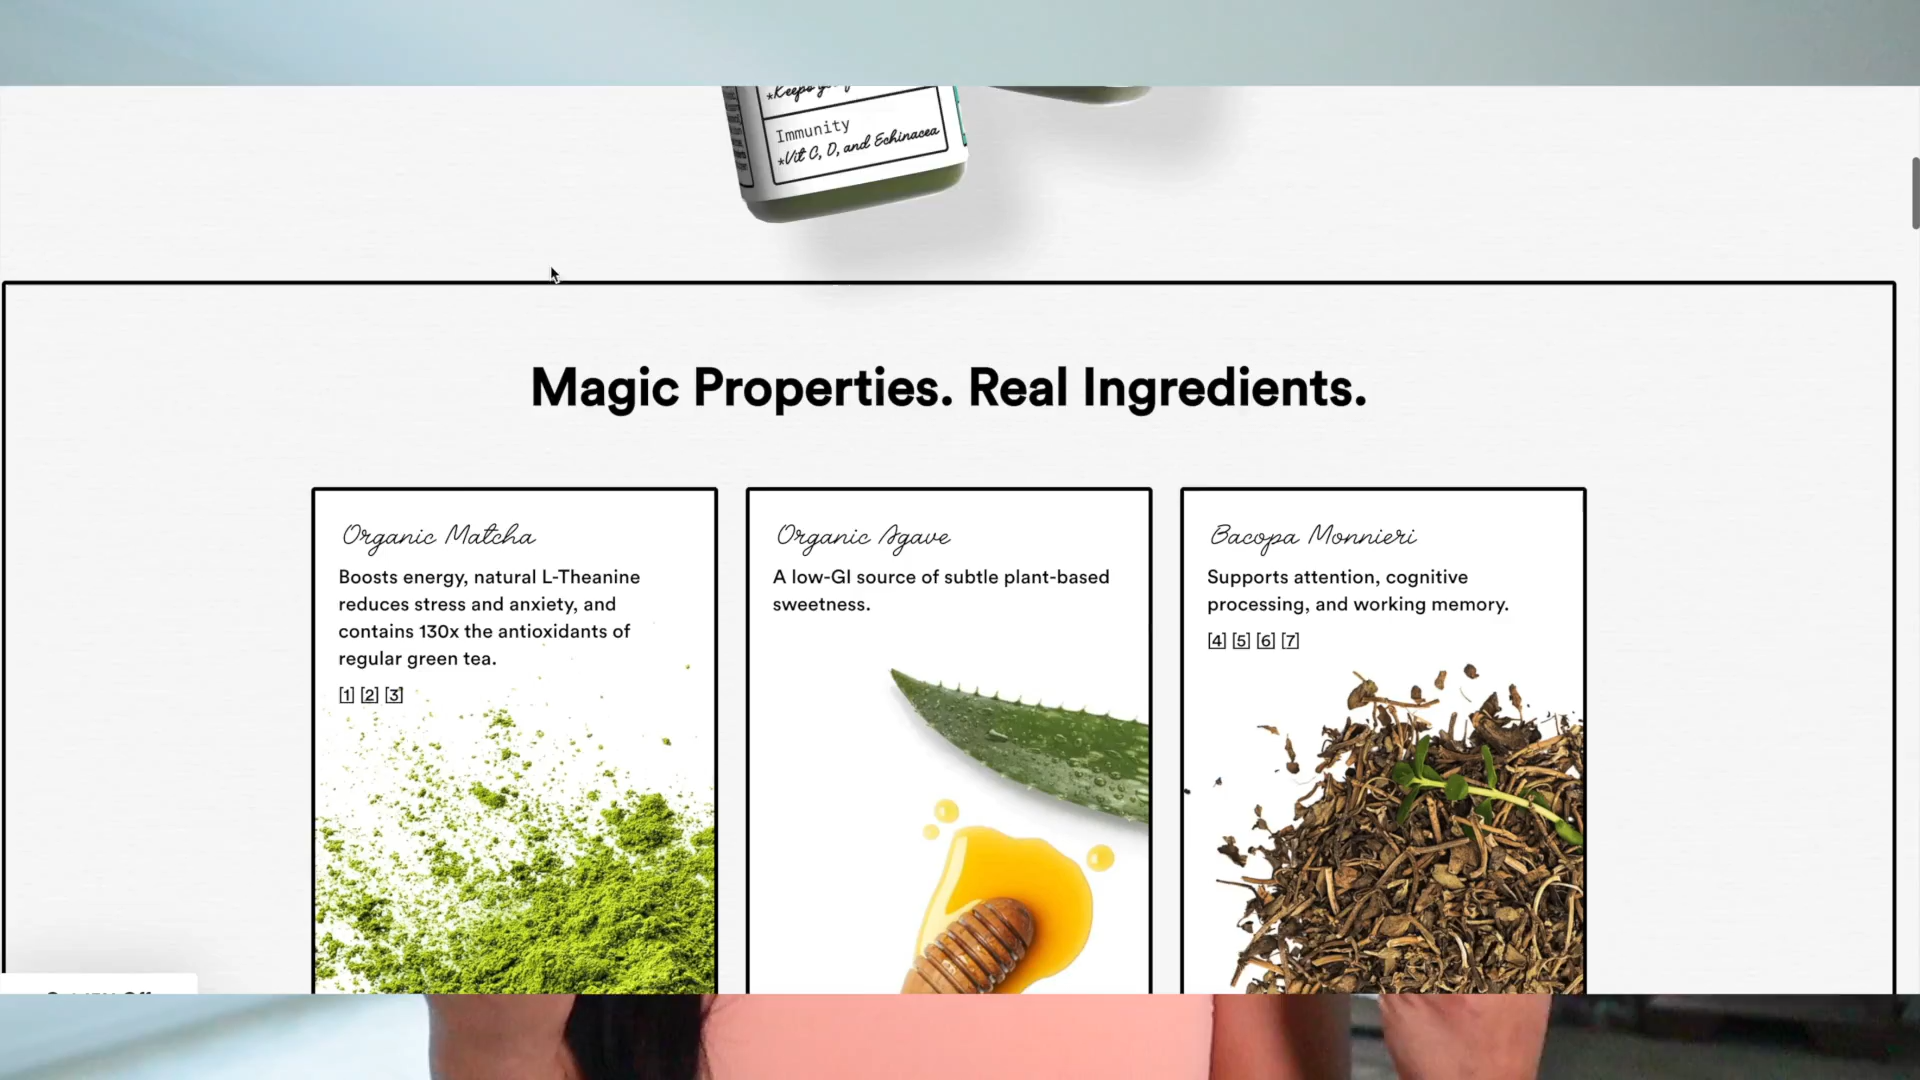 Immunity
*Vit C, D, and Echinacea
Magic Properties. Real Ingredients.
Organic Matcha
Boosts energy, natural L-Theanine
reduces stress and anxiety, and
contains 130x the antioxidants of
regular green tea.
[1] [2] [3]
Organic Agave
A low-GI source of subtle plant-based
sweetness.
Bacopa Monnieri
Supports attention, cognitive
processing, and working memory.
[4] [5] [6] [7]